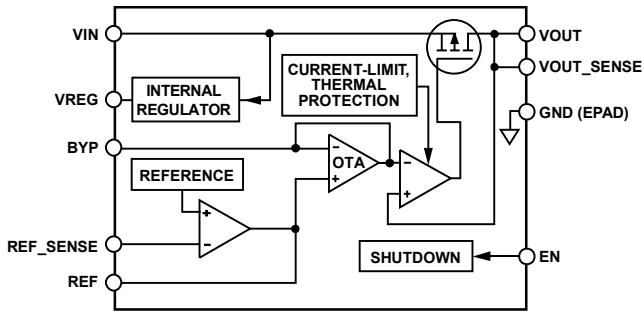 VIN
VOUT
VOUT_SENSE
CURRENT-LIMIT,
THERMAL
PROTECTION
VREG
INTERNAL
REGULATOR
GND (EPAD)
BYP
OTA
REFERENCE
REF_SENSE
REF
SHUTDOWN
EN